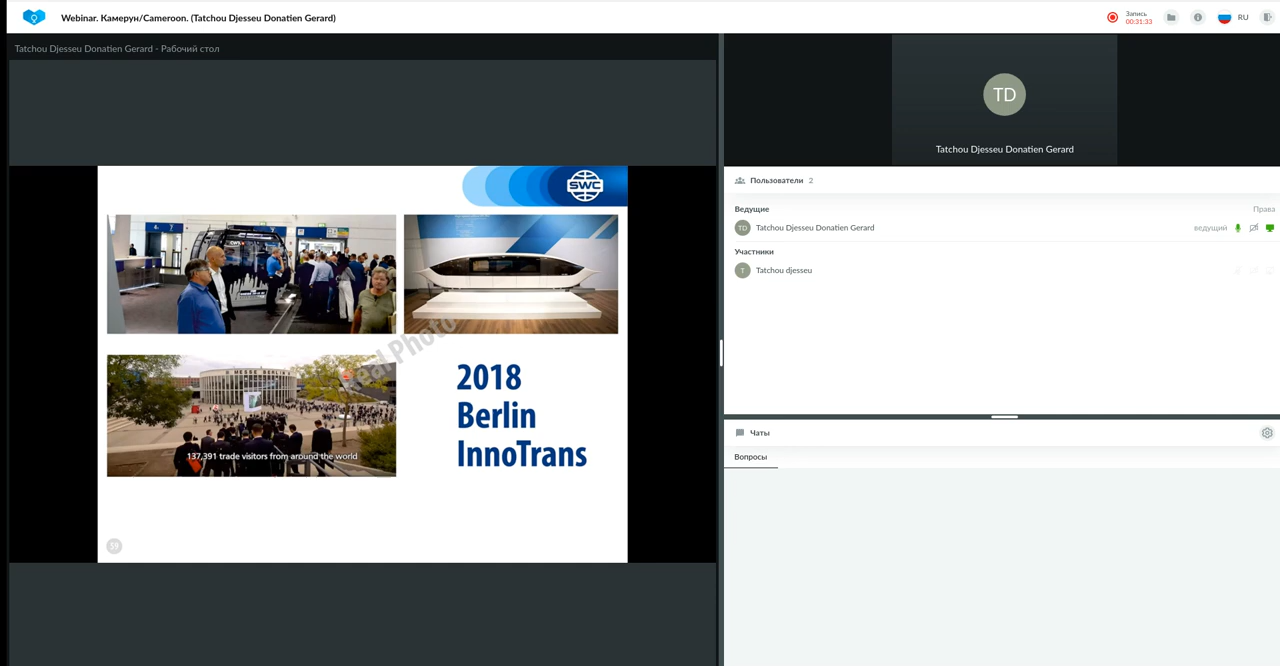 Webinar. Камерун/Cameroon. (Tatchou Djesseu Donatien Gerard)
Запись
00:31:33
RU
Tatchou Djesseu Donatien Gerard - Рабочий стол
TD
Tatchou Djesseu Donatien Gerard
SWC
2018
Berlin
InnoTrans
137,391 trade visitors from around the world
59
Пользователи 2
Ведущие Права
TD Tatchou Djesseu Donatien Gerard ведущий
Участники
T Tatchou djesseu
Чаты
Вопросы